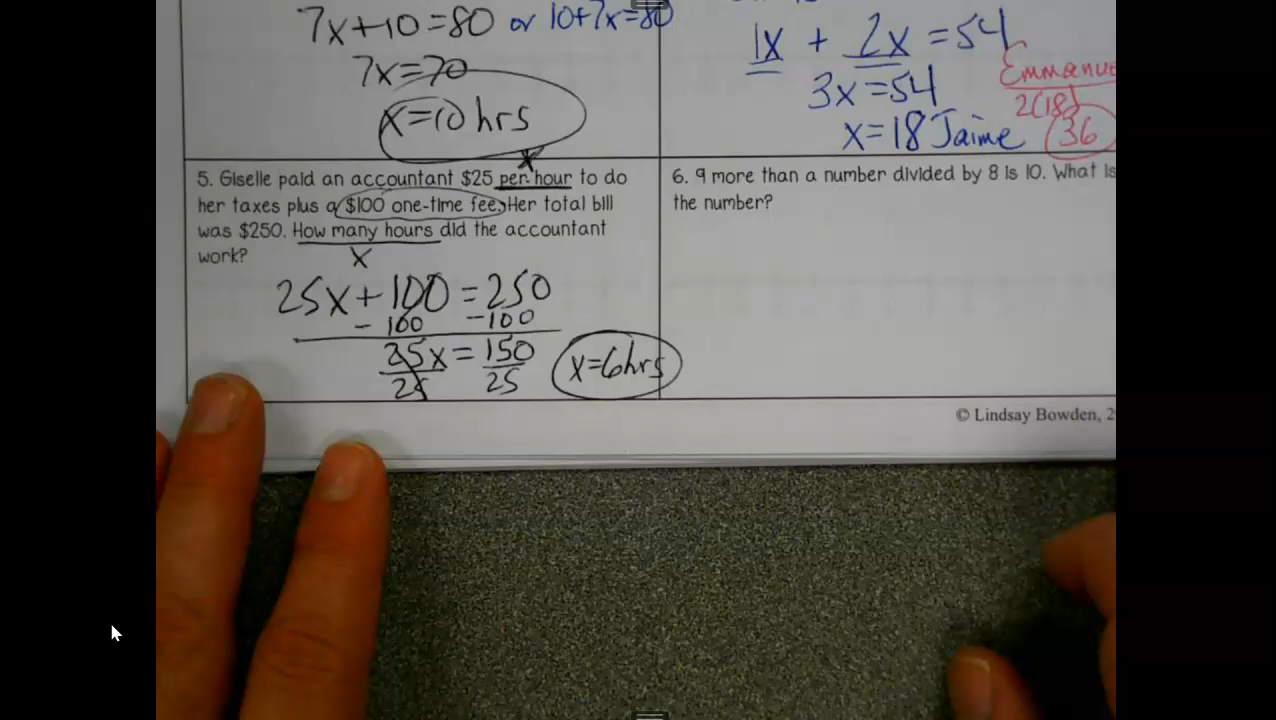 7x+10=80 or 10+7x=80
7x=70
x=10 hrs
1x + 2x=54
3x=54
x=18 Jaime
2(18)
36
5. Giselle paid an accountant $25 per hour to do
her taxes plus a $100 one-time fee. Her total bill
was $250. How many hours did the accountant
work?
x
x
25x+100=250
-100 -100
25x=150
25 25
x=6hrs
6. 9 more than a number divided by 8 is 10. What is
the number?
© Lindsay Bowden, 2